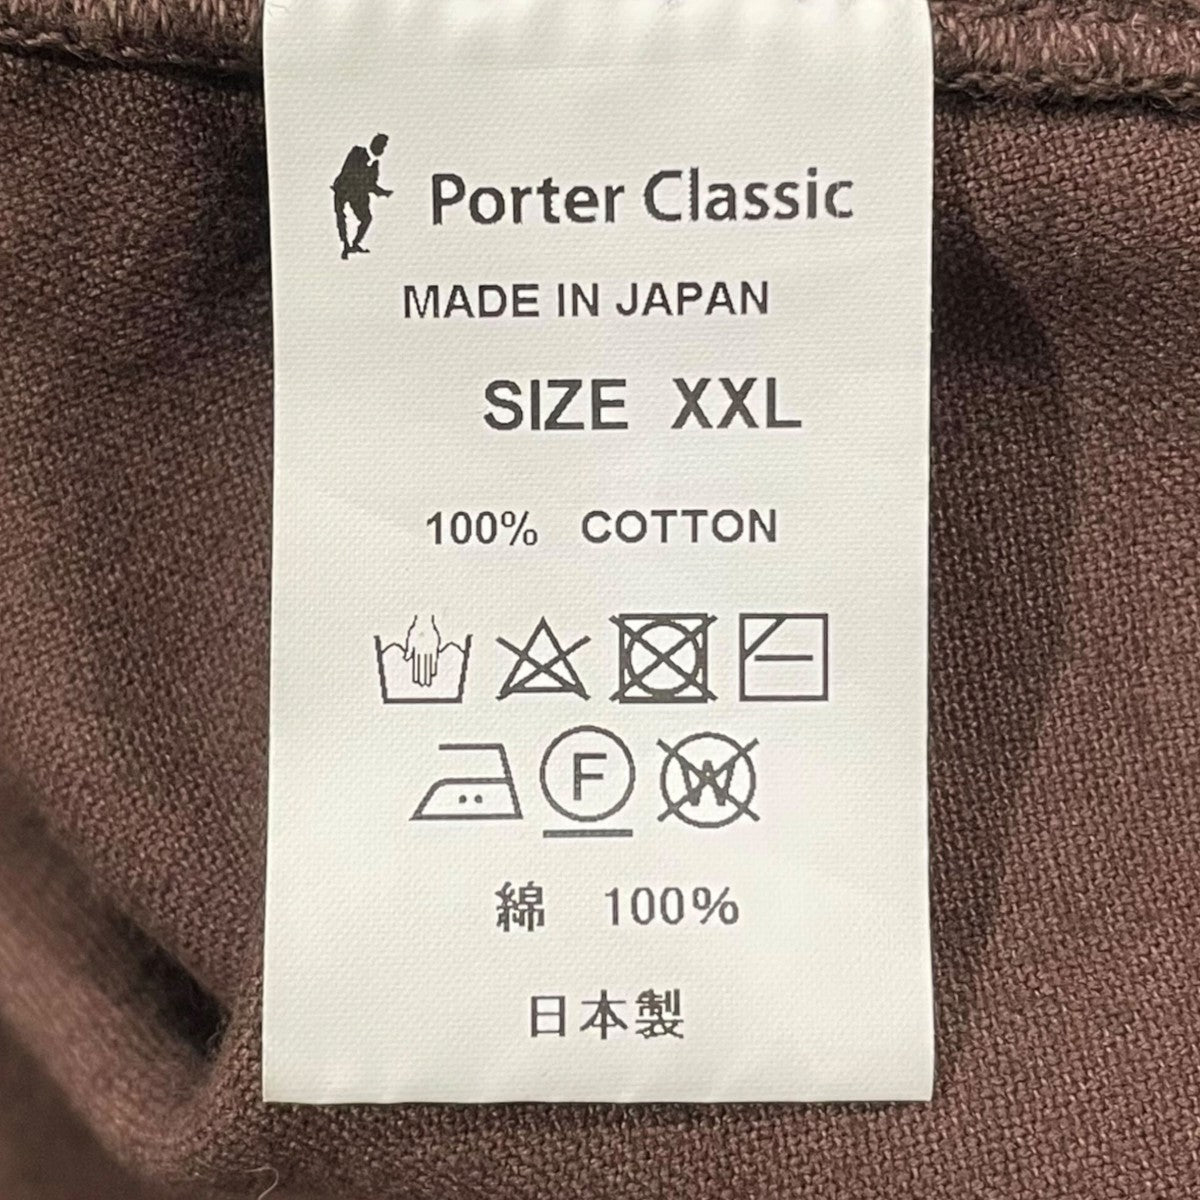 Porter Classic
MADE IN JAPAN
SIZE XXL
100% COTTON
F W
綿 100%
日本製